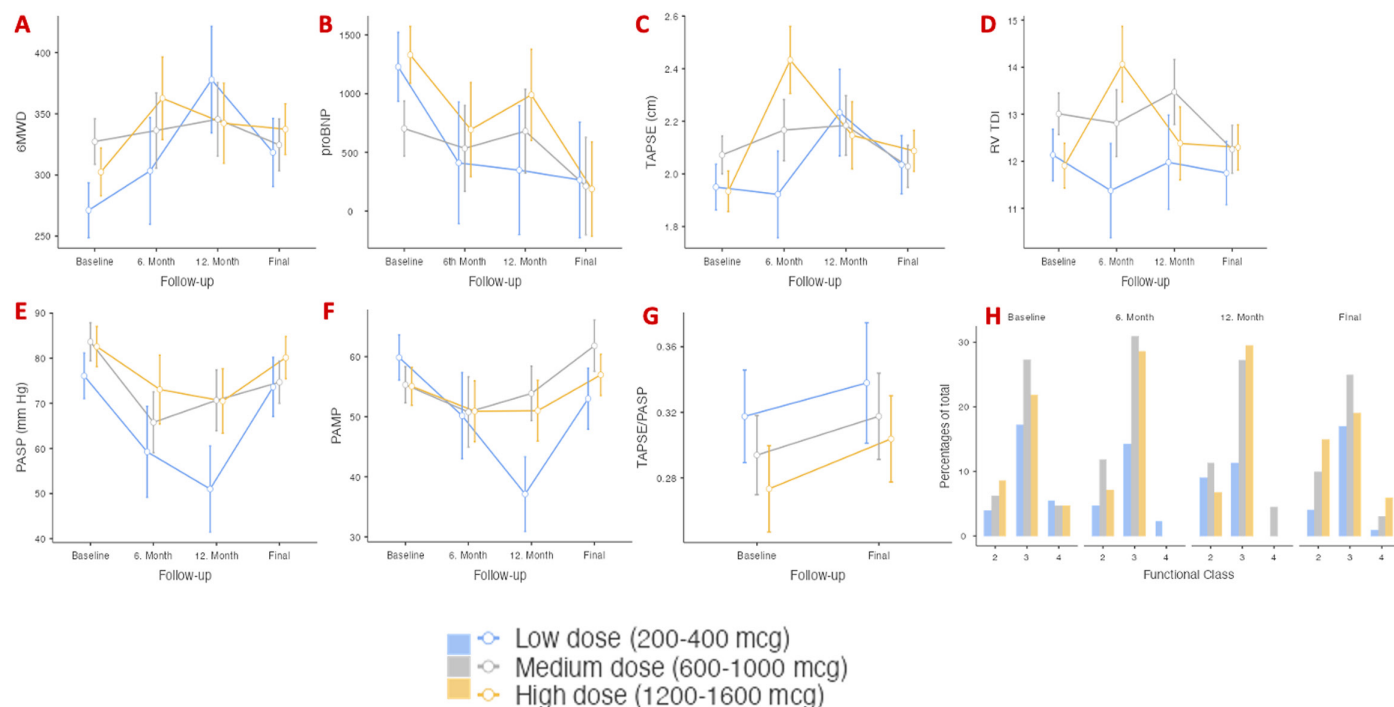 A
6MWD
400
350
300
250
Baseline
6. Month
12. Month
Final
Follow-up
B
proBNP
1500
1000
500
0
Baseline
6th Month
12. Month
Final
Follow-up
C
TAPSE (cm)
2.6
2.4
2.2
2.0
1.8
Baseline
6. Month
12. Month
Final
Follow-up
D
RV TDI
15
14
13
12
11
Baseline
6. Month
12. Month
Final
Follow-up
E
PASP (mm Hg)
90
80
70
60
50
40
Baseline
6. Month
12. Month
Final
Follow-up
F
PAMP
60
50
40
30
Baseline
6. Month
12. Month
Final
Follow-up
G
TAPSE/PASP
0.36
0.32
0.28
Baseline
Final
Follow-up
H
Baseline
6. Month
12. Month
Final
Percentages of total
30
20
10
0
2 3 4 2 3 4 2 3 4 2 3 4
Functional Class
Low dose (200-400 mcg)
Medium dose (600-1000 mcg)
High dose (1200-1600 mcg)